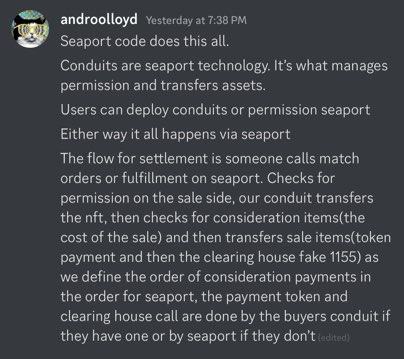 androolloyd Yesterday at 7:38 PM
Seaport code does this all.
Conduits are seaport technology. It's what manages
permission and transfers assets.
Users can deploy conduits or permission seaport
Either way it all happens via seaport
The flow for settlement is someone calls match
orders or fulfillment on seaport. Checks for
permission on the sale side, our conduit transfers
the nft, then checks for consideration items(the
cost of the sale) and then transfers sale items(token
payment and then the clearing house fake 1155) as
we define the order of consideration payments in
the order for seaport, the payment token and
clearing house call are done by the buyers conduit if
they have one or by seaport if they don't (edited)